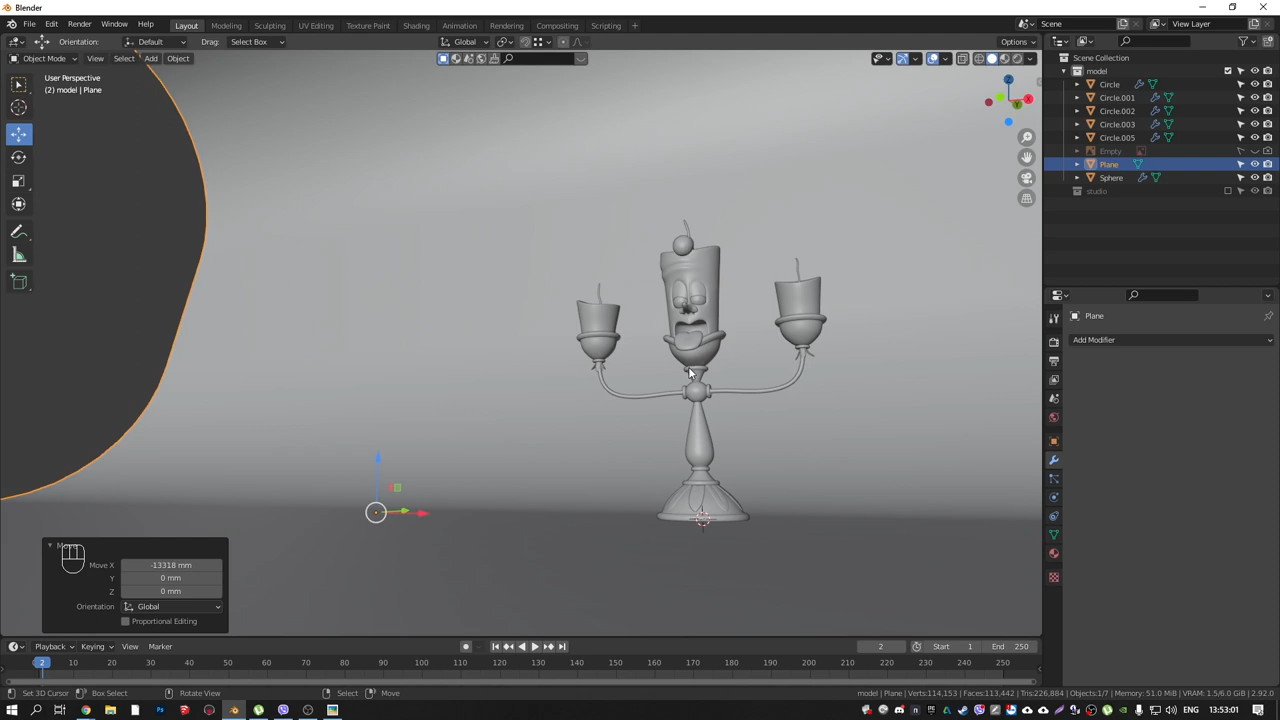 Blender
File Edit Render Window Help Layout Modeling Sculpting UV Editing Texture Paint Shading Animation Rendering Compositing Scripting + Scene View Layer
Orientation: Default Drag: Select Box Global Options
Object Mode View Select Add Object
User Perspective
(2) model | Plane
Scene Collection
model
Circle
Circle.001
Circle.002
Circle.003
Circle.005
Empty
Plane
Sphere
studio
Plane
Add Modifier
Z
X
Y
Move X -13318 mm
Y 0 mm
Z 0 mm
Orientation Global
Proportional Editing
Playback Keying View Marker 2 Start 1 End 250
2 10 20 30 40 50 60 70 80 90 100 110 120 130 140 150 160 170 180 190 200 210 220 230 240 250
Set 3D Cursor Box Select Rotate View Select Move model | Plane Verts:114,153 Faces:113,442 Tris:226,884 Objects:1/7 Memory: 51.0 MiB VRAM: 1.5/6.0 GiB 2.92.0
13:53:01